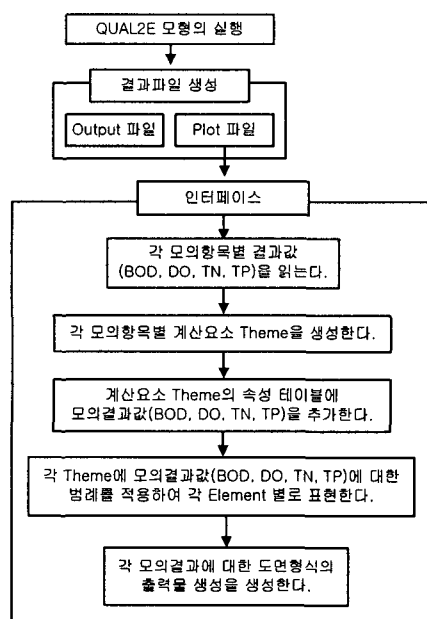 QUAL2E 모형의 실행
결과파일 생성
Output 파일
Plot 파일
인터페이스
각 모의항목별 결과값
(BOD, DO, TN, TP)을 읽는다.
각 모의항목별 계산요소 Theme을 생성한다.
계산요소 Theme의 속성 테이블에
모의결과값(BOD, DO, TN, TP)을 추가한다.
각 Theme에 모의결과값(BOD, DO, TN, TP)에 대한
범례를 적용하여 각 Element 별로 표현한다.
각 모의결과에 대한 도면형식의
출력물 생성을 생성한다.